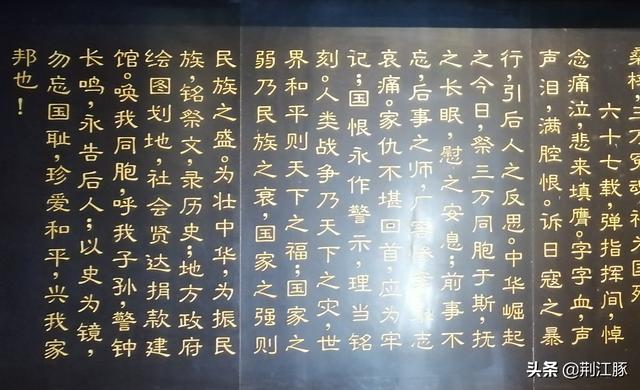 三万冤魂
六十七载，弹指挥间，悼
念痛泣，悲来填膺。字字血，声
声泪，满腔恨。诉日寇之暴
行，引后人之反思。中华崛起
之今日，祭三万同胞于斯，抚
之长眠，慰之安息；前事不
忘，后事之师，厂窖惨案志
哀痛。家仇不堪回首，应为牢
记；国恨永作警示，理当铭
刻。人类战争乃天下之灾，世
界和平则天下之福；国家之
弱乃民族之衰，国家之强则
民族之盛。为壮中华，为振民
族，铭祭文，录历史；地方政府
绘图划地，社会贤达捐款建
馆。唤我同胞，呼我子孙，警钟
长鸣，永告后人；以史为镜，
勿忘国耻，珍爱和平，兴我家
邦也！
头条 @荆江豚